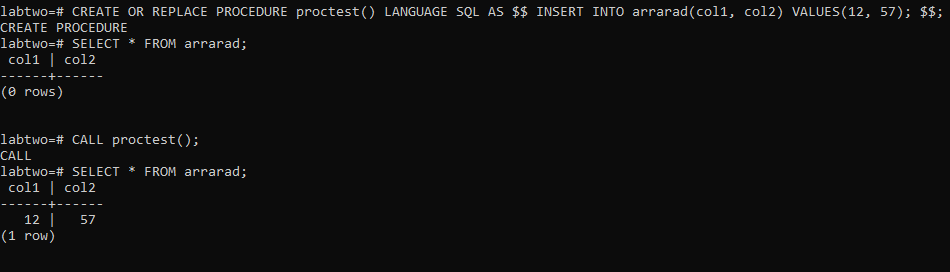 labtwo=# CREATE OR REPLACE PROCEDURE proctest() LANGUAGE SQL AS $$ INSERT INTO arrarad(col1, col2) VALUES(12, 57); $$;
CREATE PROCEDURE
labtwo=# SELECT * FROM arrarad;
 col1 | col2
------+------
(0 rows)
labtwo=# CALL proctest();
CALL
labtwo=# SELECT * FROM arrarad;
 col1 | col2
------+------
   12 |   57
(1 row)